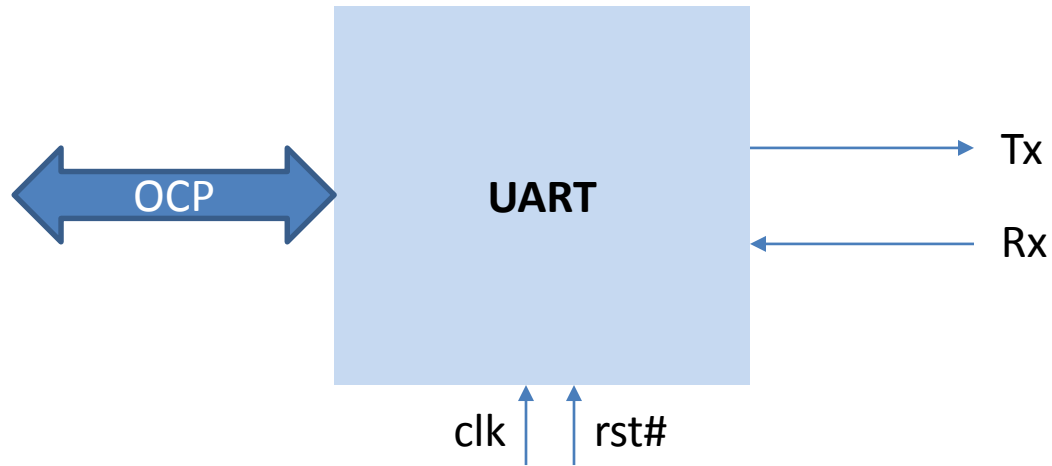 Tx
OCP
UART
Rx
clk
rst#